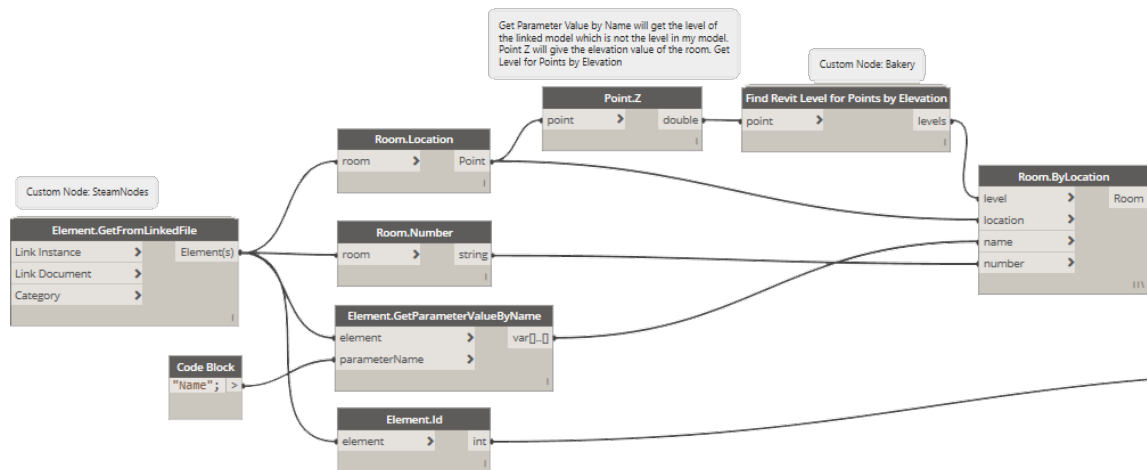 Get Parameter Value by Name will get the level of
the linked model which is not the level in my model.
Point Z will give the elevation value of the room. Get
Level for Points by Elevation
Custom Node: Bakery
Point.Z
point > double
Find Revit Level for Points by Elevation
point > levels
Room.Location
room > Point
Room.ByLocation
level > Room
location >
name >
number >
Custom Node: SteamNodes
Element.GetFromLinkedFile
Link Instance > Element(s)
Link Document >
Category >
Room.Number
room > string
Element.GetParameterValueByName
element > var[]..[]
parameterName >
Code Block
"Name"; >
Element.Id
element > int